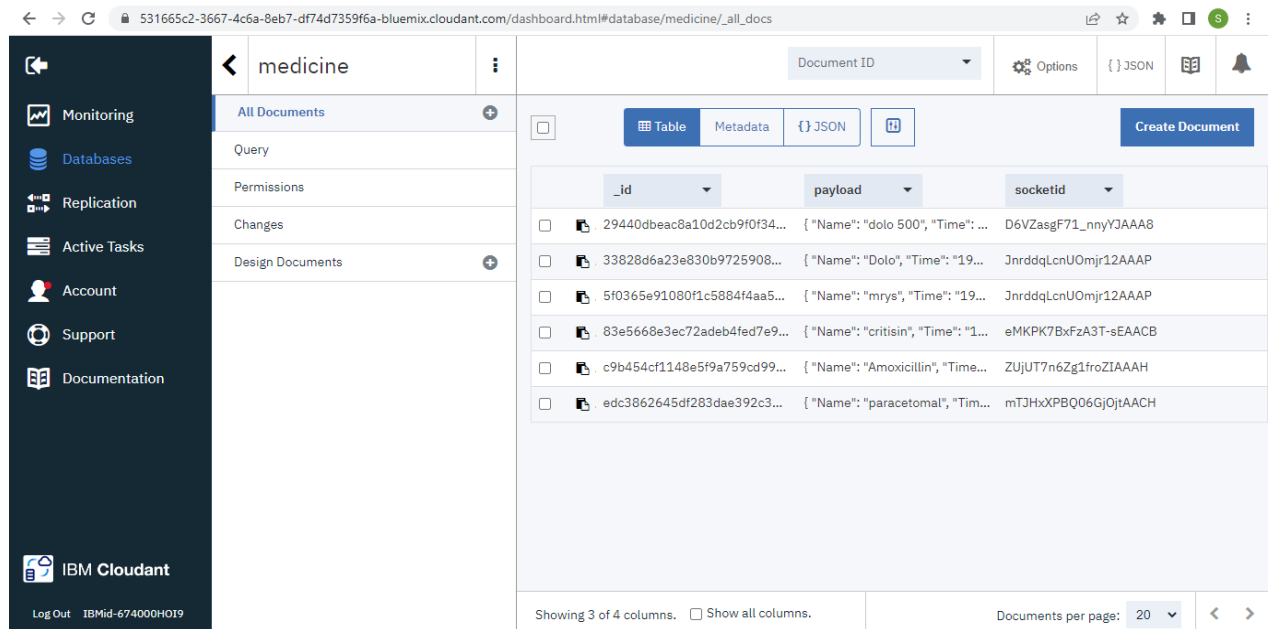 531665c2-3667-4c6a-8eb7-df74d7359f6a-bluemix.cloudant.com/dashboard.html#database/medicine/_all_docs
S
medicine
Document ID
Options
{ } JSON
Monitoring
Databases
Replication
Active Tasks
Account
Support
Documentation
IBM Cloudant
Log Out IBMid-674000HOI9
All Documents
Query
Permissions
Changes
Design Documents
Table Metadata {} JSON
Create Document
_id payload socketid
29440dbeac8a10d2cb9f0f34... { "Name": "dolo 500", "Time": ... D6VZasgF71_nnyYJAAA8
33828d6a23e830b9725908... { "Name": "Dolo", "Time": "19... JnrddqLcnUOmjr12AAAP
5f0365e91080f1c5884f4aa5... { "Name": "mrys", "Time": "19... JnrddqLcnUOmjr12AAAP
83e5668e3ec72adeb4fed7e9... { "Name": "critisin", "Time": "1... eMKPK7BxFzA3T-sEAACB
c9b454cf1148e5f9a759cd99... { "Name": "Amoxicillin", "Time... ZUjUT7n6Zg1froZIAAAH
edc3862645df283dae392c3... { "Name": "paracetomal", "Tim... mTJHxXPBQ06GjOjtAACH
Showing 3 of 4 columns. Show all columns.
Documents per page: 20